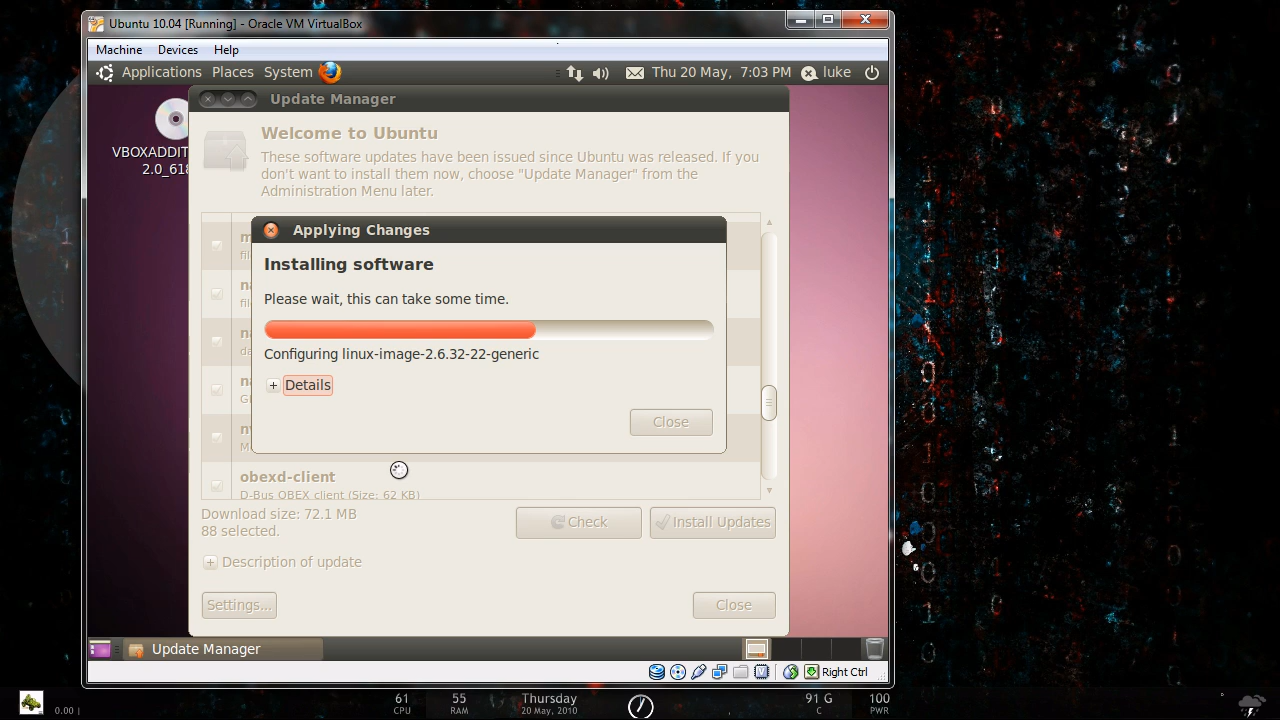 Ubuntu 10.04 [Running] - Oracle VM VirtualBox
Machine Devices Help
Applications Places System Thu 20 May, 7:03 PM luke
Update Manager
VBOXADDIT
2.0_618
Welcome to Ubuntu
These software updates have been issued since Ubuntu was released. If you
don't want to install them now, choose "Update Manager" from the
Administration Menu later.
Applying Changes
Installing software
Please wait, this can take some time.
Configuring linux-image-2.6.32-22-generic
+ Details
Close
obexd-client
D-Bus OBEX client (Size: 62 KB)
Download size: 72.1 MB
88 selected.
Check Install Updates
+ Description of update
Settings... Close
Update Manager
Right Ctrl
0.00 |
61
CPU
55
RAM
Thursday
20 May, 2010
91 G
C
100
PWR